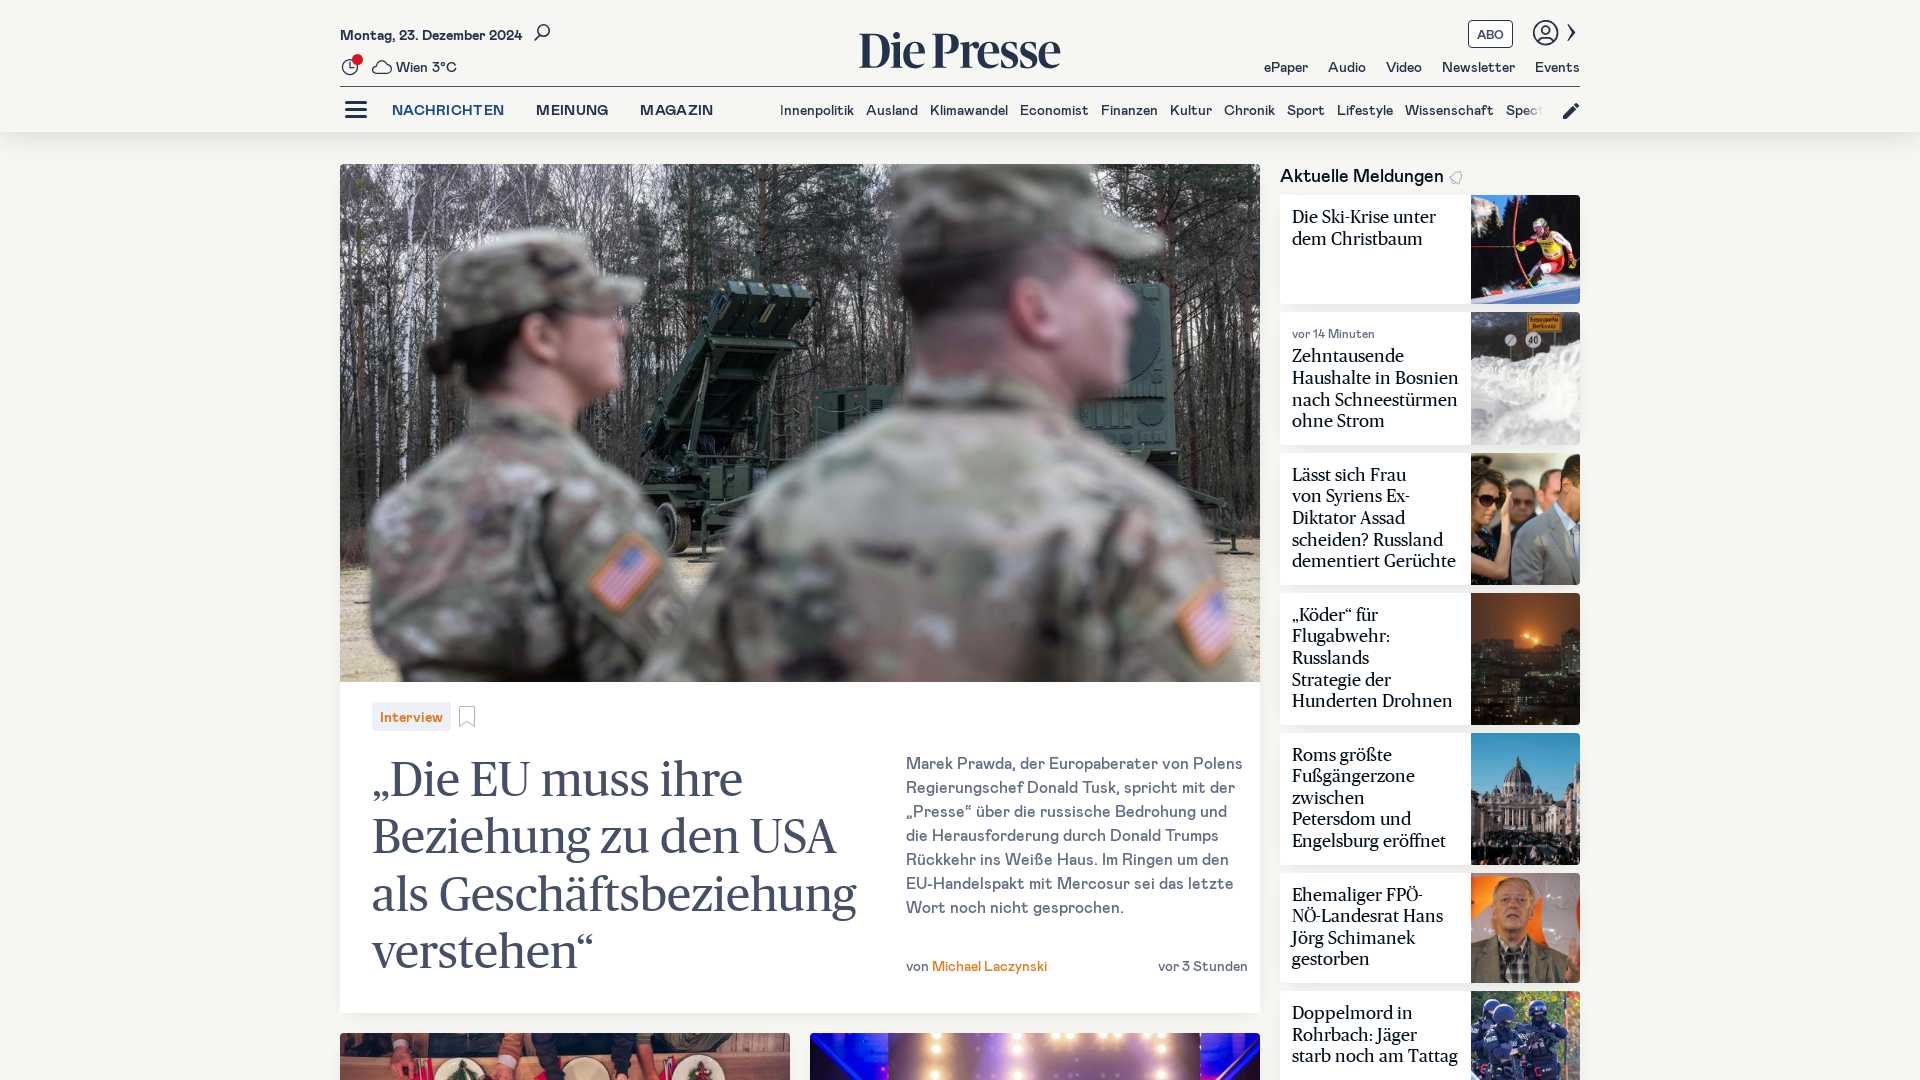 Montag, 23. Dezember 2024
Wien 3°C
Die Presse
ABO
ePaper Audio Video Newsletter Events
NACHRICHTEN MEINUNG MAGAZIN
Innenpolitik Ausland Klimawandel Economist Finanzen Kultur Chronik Sport Lifestyle Wissenschaft Spect
Interview
„Die EU muss ihre
Beziehung zu den USA
als Geschäftsbeziehung
verstehen“
Marek Prawda, der Europaberater von Polens
Regierungschef Donald Tusk, spricht mit der
„Presse“ über die russische Bedrohung und
die Herausforderung durch Donald Trumps
Rückkehr ins Weiße Haus. Im Ringen um den
EU-Handelspakt mit Mercosur sei das letzte
Wort noch nicht gesprochen.
von Michael Laczynski
vor 3 Stunden
Aktuelle Meldungen
Die Ski-Krise unter
dem Christbaum
vor 14 Minuten
Zehntausende
Haushalte in Bosnien
nach Schneestürmen
ohne Strom
40
Lässt sich Frau
von Syriens Ex-
Diktator Assad
scheiden? Russland
dementiert Gerüchte
„Köder“ für
Flugabwehr:
Russlands
Strategie der
Hunderten Drohnen
Roms größte
Fußgängerzone
zwischen
Petersdom und
Engelsburg eröffnet
Ehemaliger FPÖ-
NÖ-Landesrat Hans
Jörg Schimanek
gestorben
Doppelmord in
Rohrbach: Jäger
starb noch am Tattag